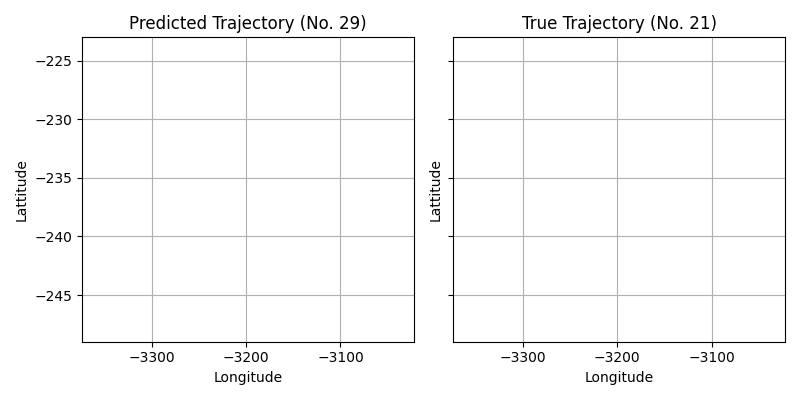 Predicted Trajectory (No. 29)
True Trajectory (No. 21)
−225
−230
−235
−240
−245
Lattitude
Lattitude
−3300 −3200 −3100
−3300 −3200 −3100
Longitude
Longitude